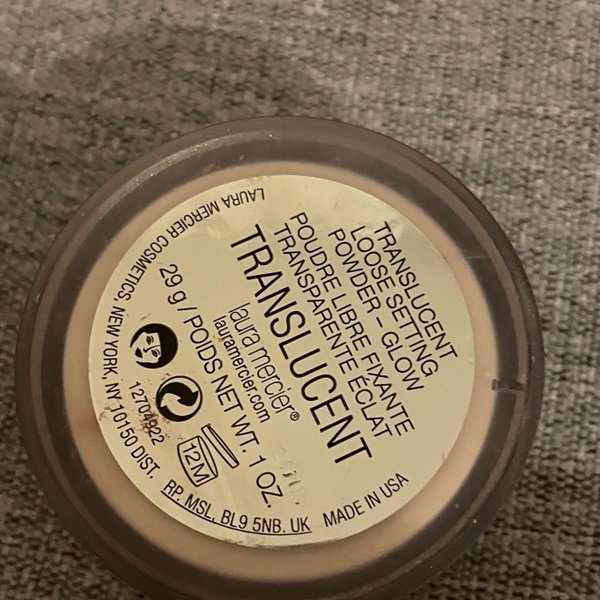 TRANSLUCENT
LOOSE SETTING
POWDER - GLOW
POUDRE LIBRE FIXANTE
TRANSPARENTE ÉCLAT
TRANSLUCENT
laura mercier®
lauramercier.com
29 g / POIDS NET WT. 1 OZ.
12704922
12M
LAURA MERCIER COSMETICS, NEW YORK, NY 10150 DIST.
RP. MSL, BL9 5NB. UK
MADE IN USA